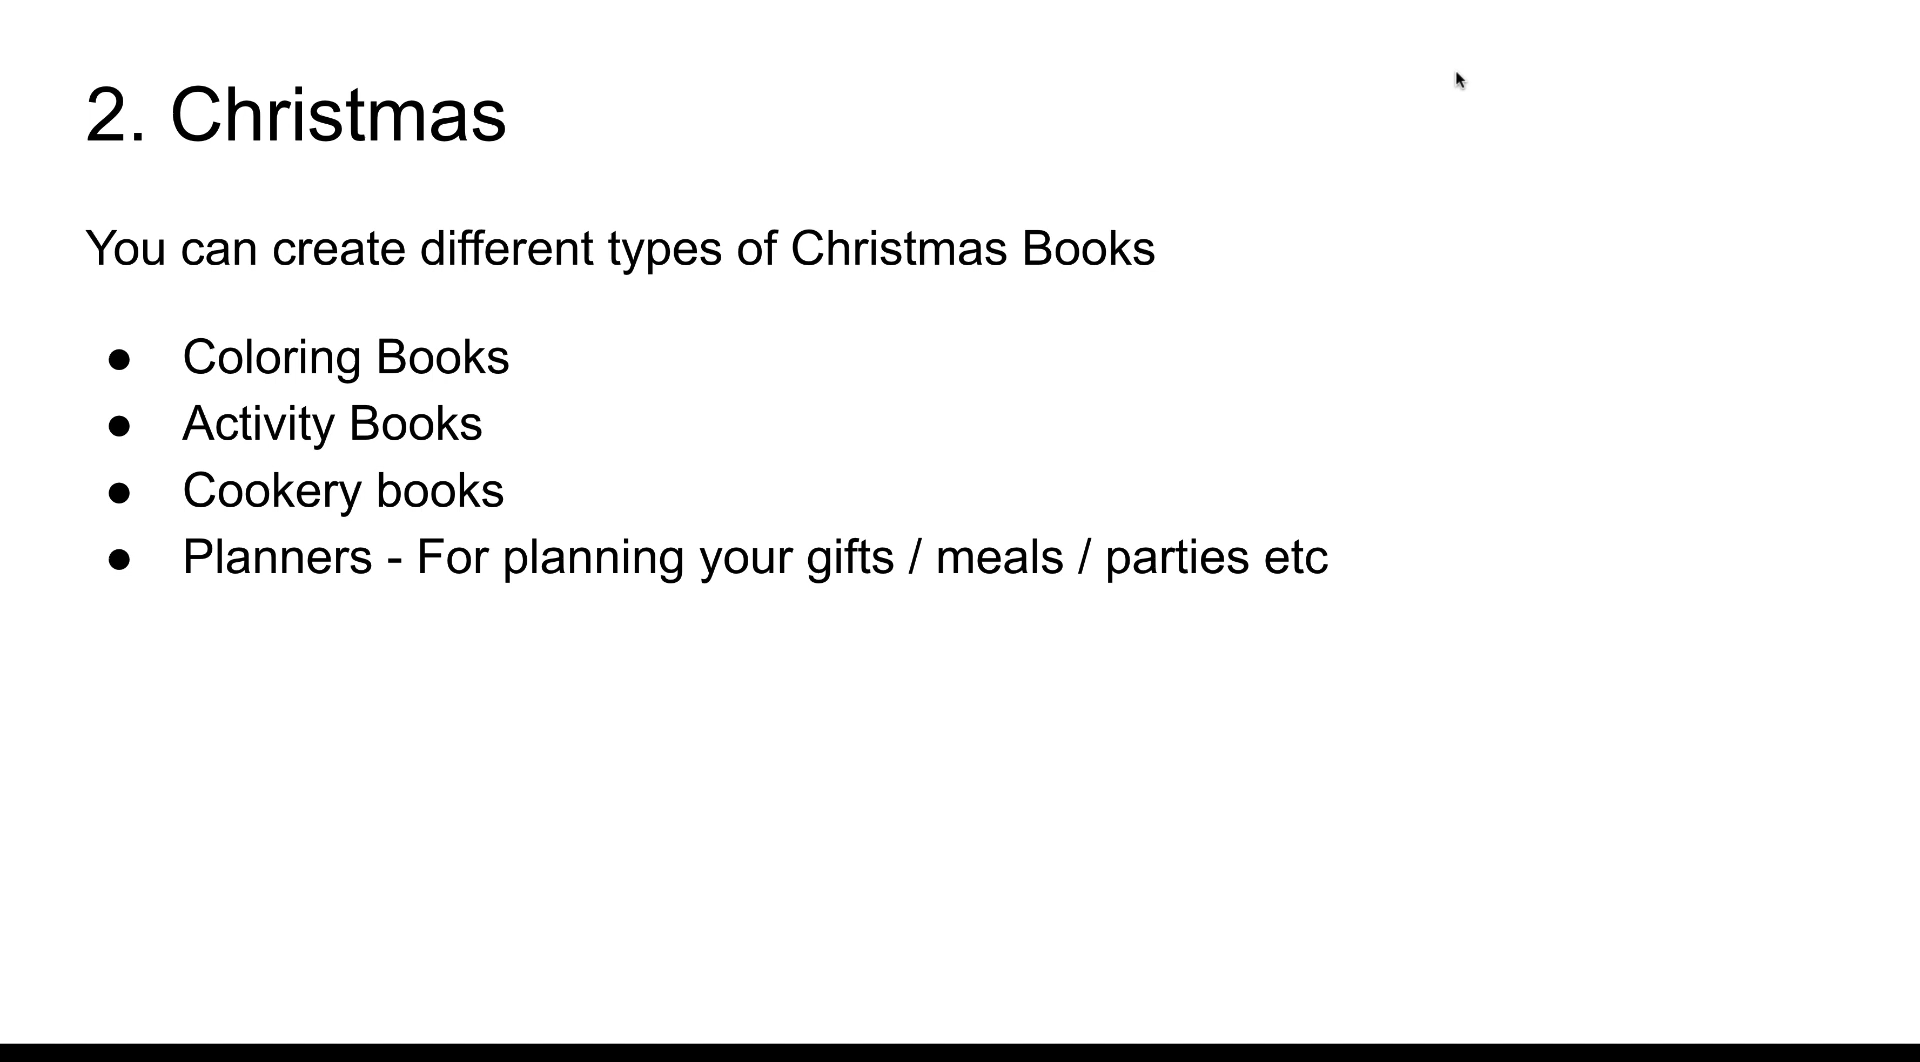 2. Christmas
You can create different types of Christmas Books
● Coloring Books
● Activity Books
● Cookery books
● Planners - For planning your gifts / meals / parties etc